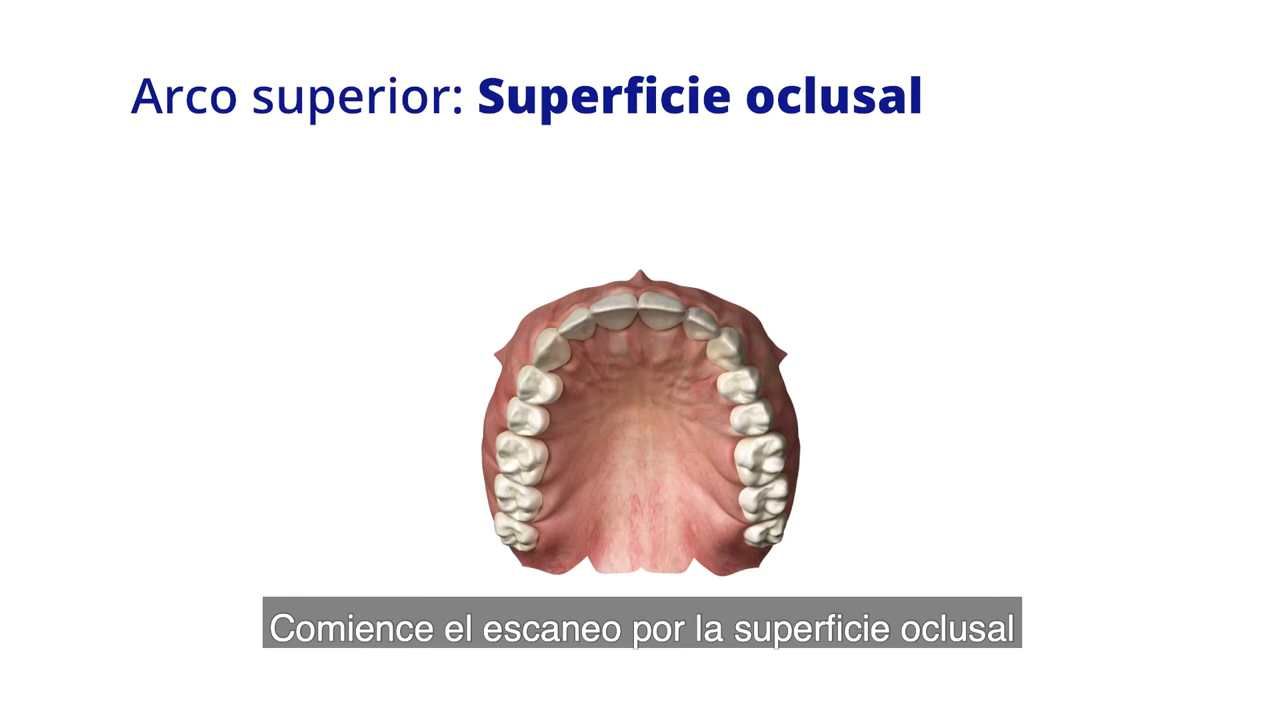 Arco superior: Superficie oclusal
Comience el escaneo por la superficie oclusal